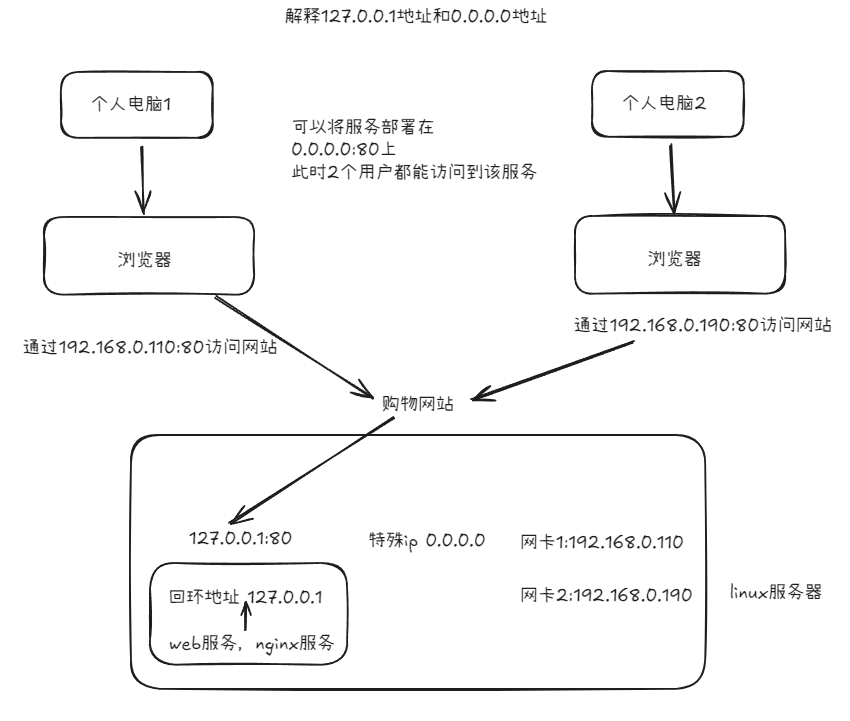 解释127.0.0.1地址和0.0.0.0地址
个人电脑1
个人电脑2
可以将服务部署在
0.0.0.0:80上
此时2个用户都能访问到该服务
浏览器
浏览器
通过192.168.0.110:80访问网站
通过192.168.0.190:80访问网站
购物网站
127.0.0.1:80
特殊ip 0.0.0.0
网卡1:192.168.0.110
回环地址 127.0.0.1
网卡2:192.168.0.190
linux服务器
web服务，nginx服务